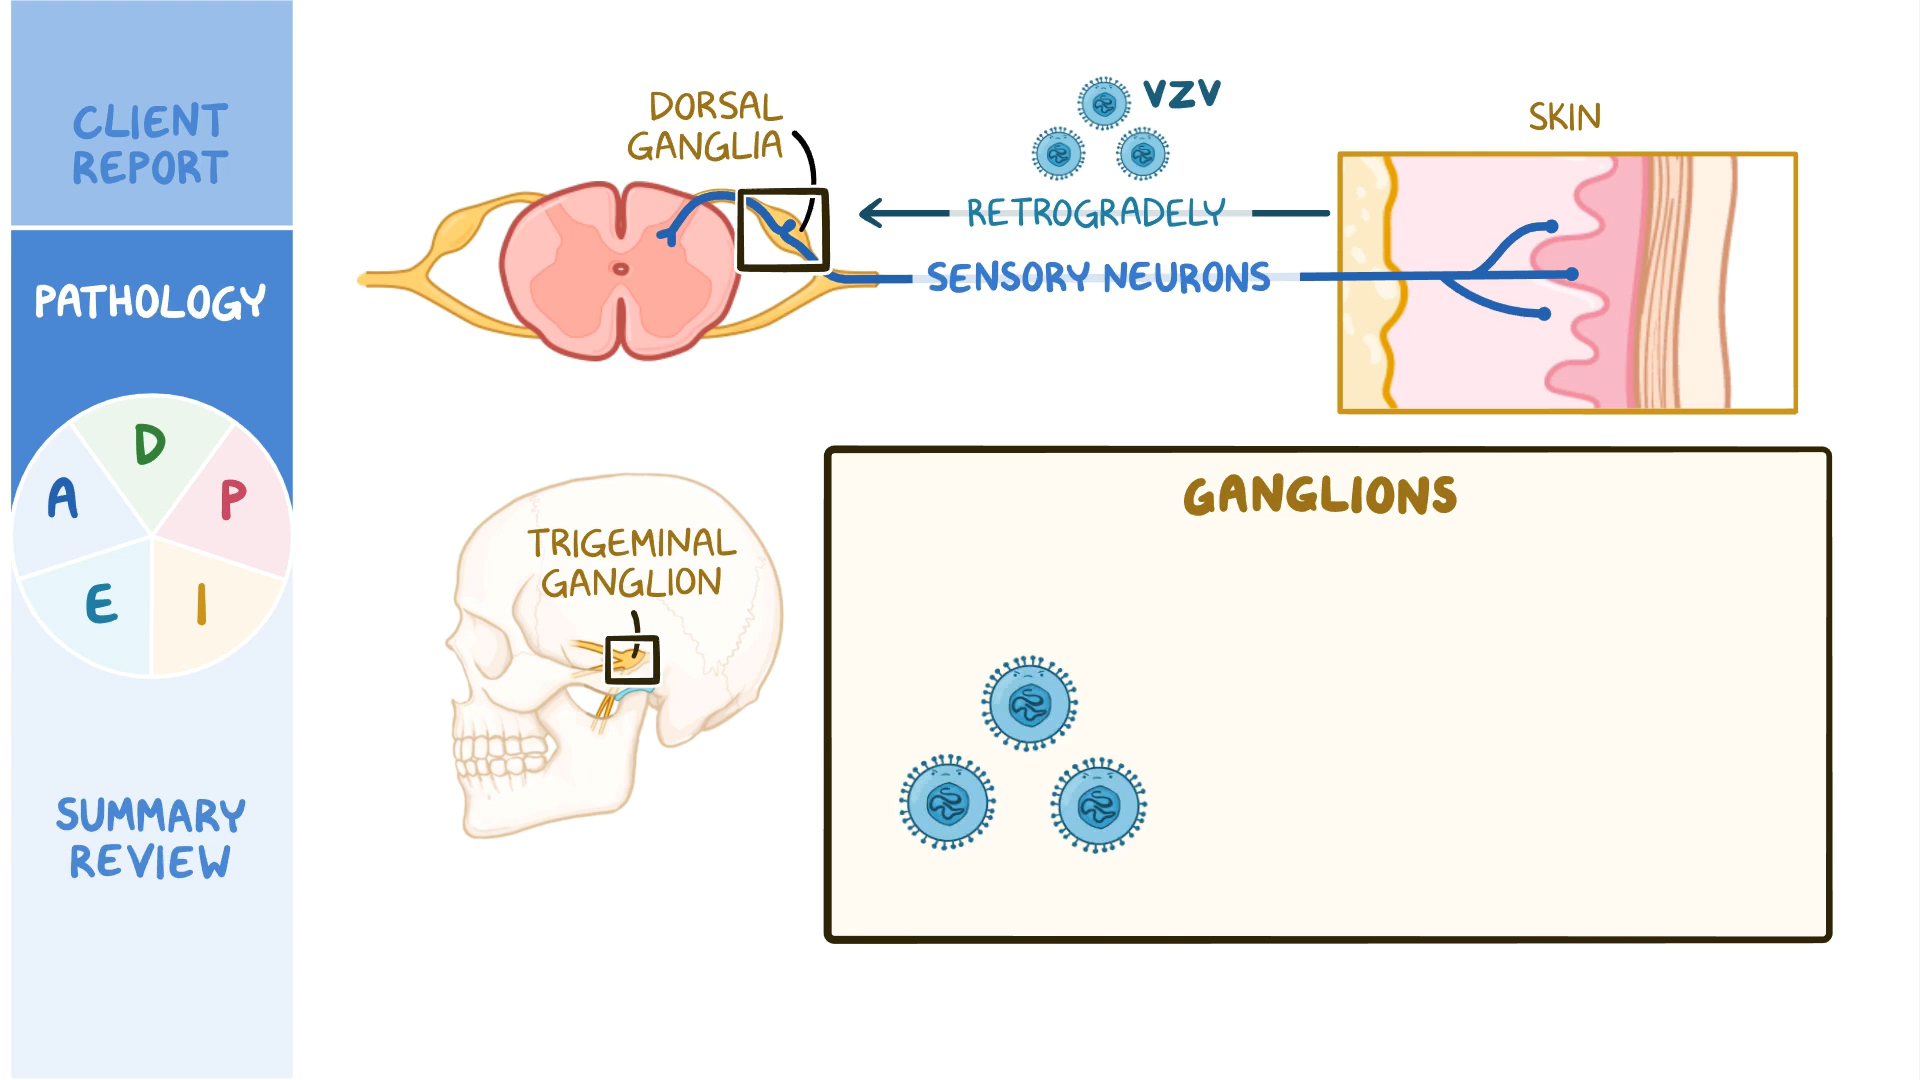 CLIENT
REPORT
PATHOLOGY
D
A
P
E
I
SUMMARY
REVIEW
DORSAL
GANGLIA
VZV
RETROGRADELY
SENSORY NEURONS
SKIN
TRIGEMINAL
GANGLION
GANGLIONS